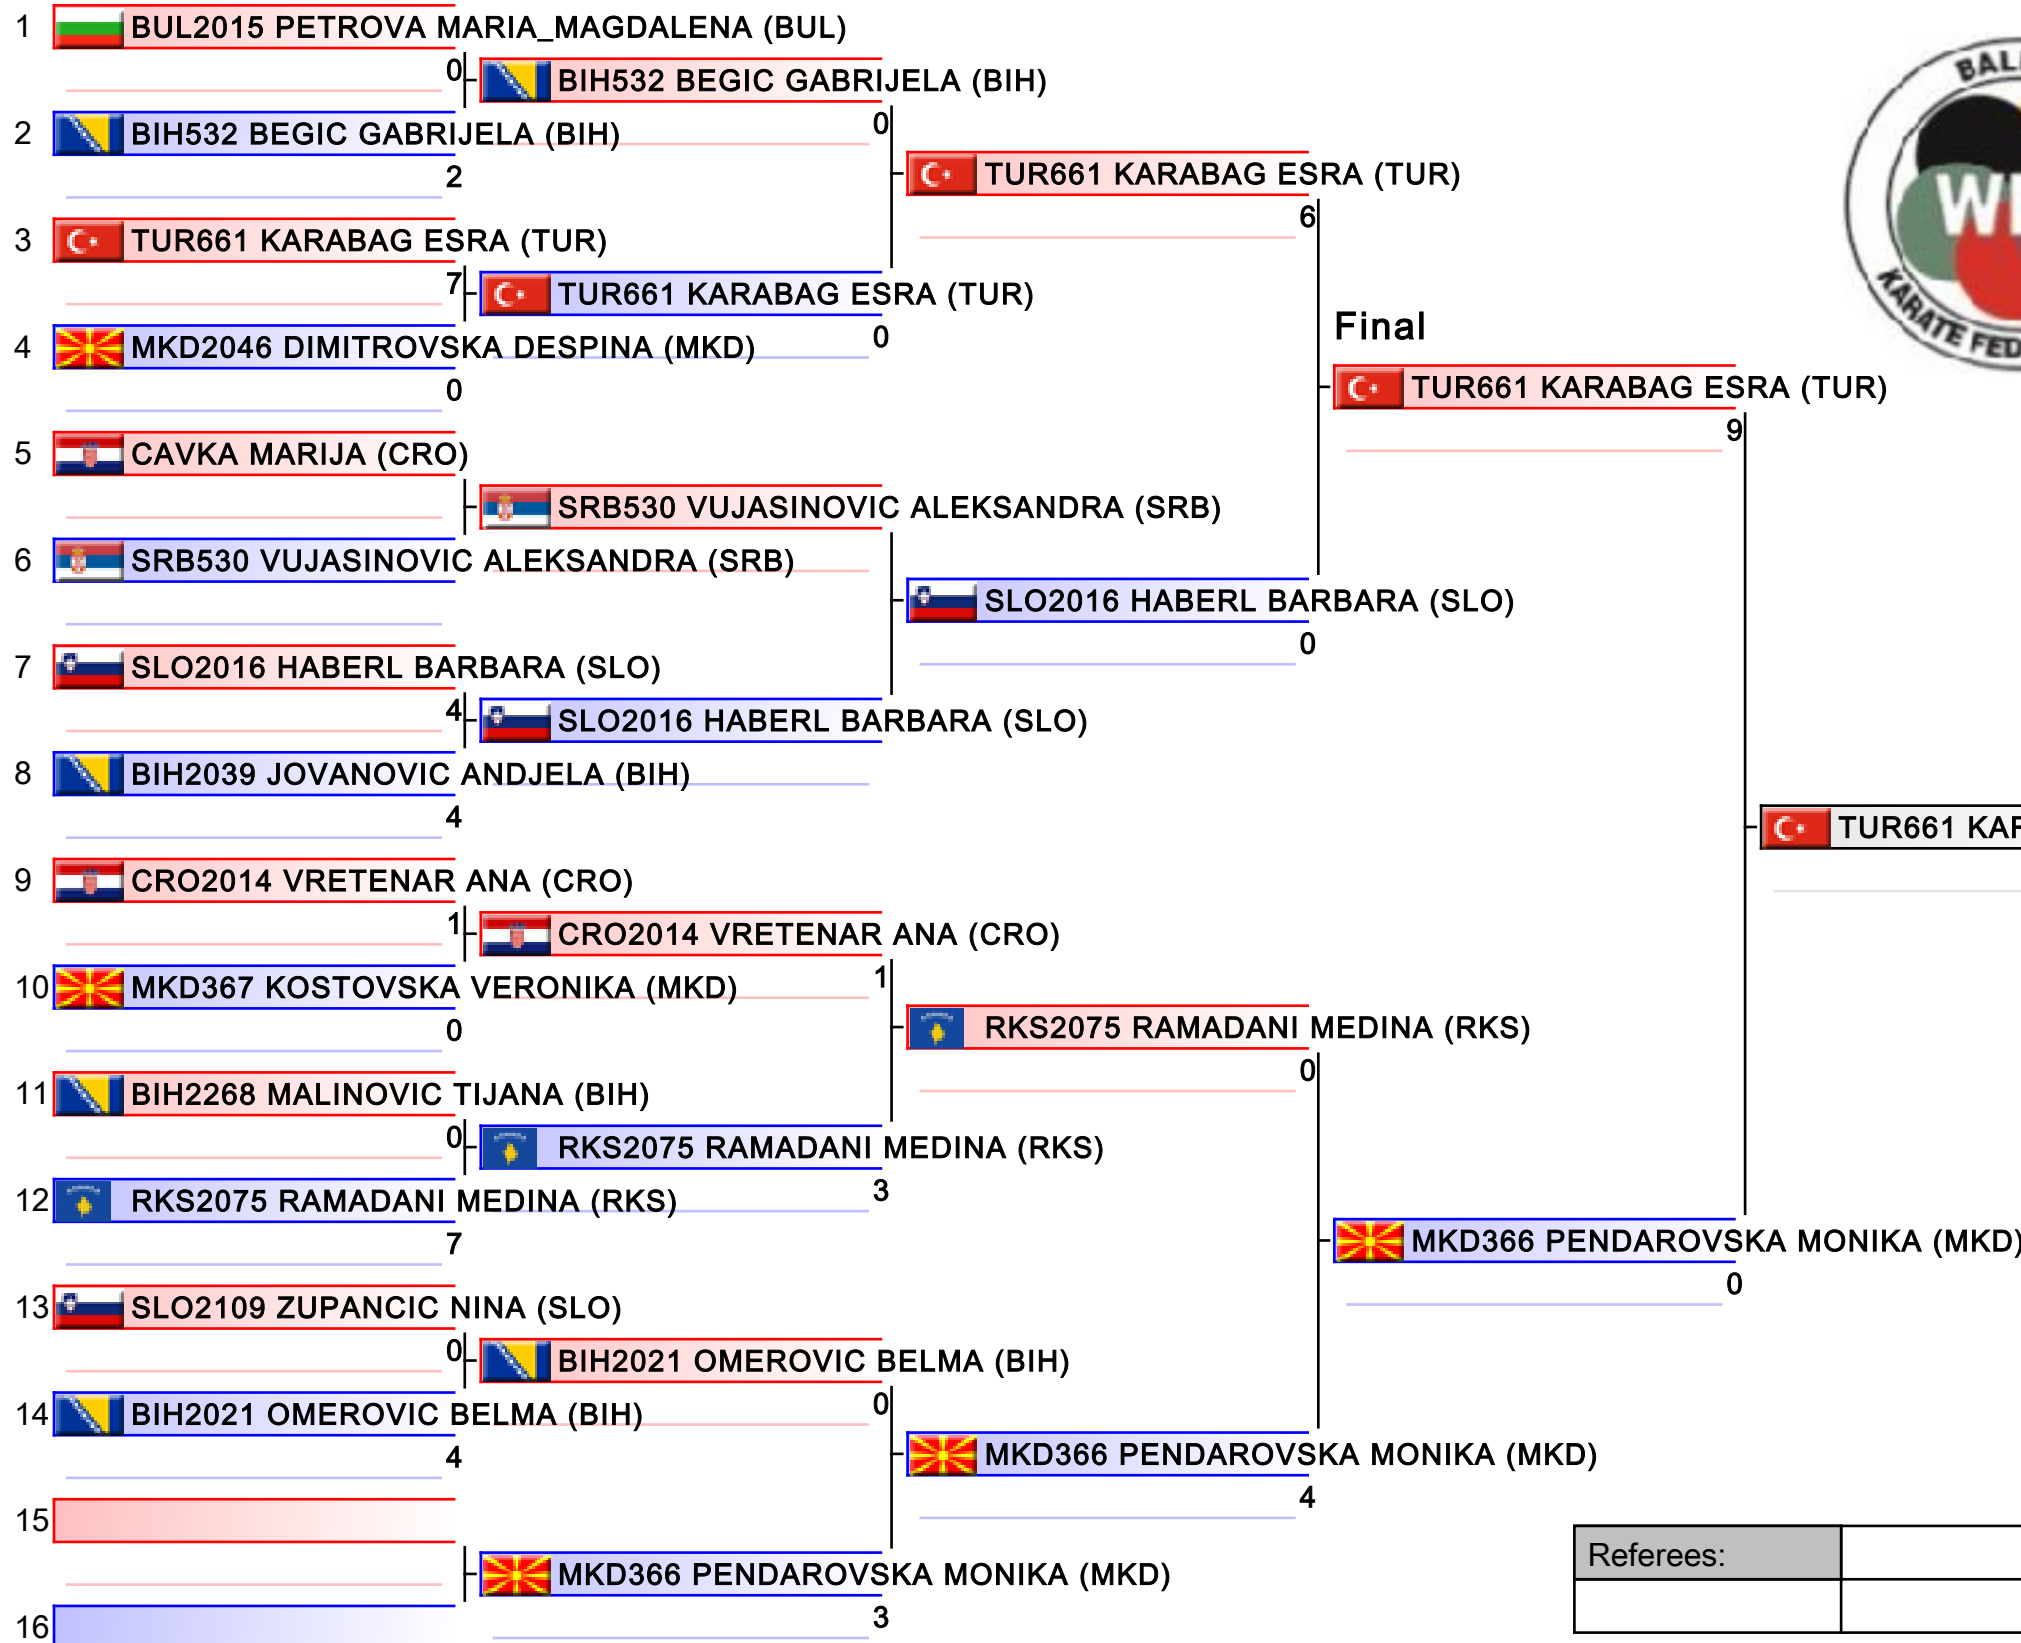 1 BUL2015 PETROVA MARIA_MAGDALENA (BUL)
0
BIH532 BEGIC GABRIJELA (BIH)
0
2 BIH532 BEGIC GABRIJELA (BIH)
2
TUR661 KARABAG ESRA (TUR)
6
3 TUR661 KARABAG ESRA (TUR)
7
TUR661 KARABAG ESRA (TUR)
0
4 MKD2046 DIMITROVSKA DESPINA (MKD)
0
Final
TUR661 KARABAG ESRA (TUR)
9
5 CAVKA MARIJA (CRO)
SRB530 VUJASINOVIC ALEKSANDRA (SRB)
6 SRB530 VUJASINOVIC ALEKSANDRA (SRB)
SLO2016 HABERL BARBARA (SLO)
0
7 SLO2016 HABERL BARBARA (SLO)
4
SLO2016 HABERL BARBARA (SLO)
8 BIH2039 JOVANOVIC ANDJELA (BIH)
4
TUR661 KAR
9 CRO2014 VRETENAR ANA (CRO)
1
CRO2014 VRETENAR ANA (CRO)
1
10 MKD367 KOSTOVSKA VERONIKA (MKD)
0
RKS2075 RAMADANI MEDINA (RKS)
0
11 BIH2268 MALINOVIC TIJANA (BIH)
0
RKS2075 RAMADANI MEDINA (RKS)
3
12 RKS2075 RAMADANI MEDINA (RKS)
7
MKD366 PENDAROVSKA MONIKA (MKD)
0
13 SLO2109 ZUPANCIC NINA (SLO)
0
BIH2021 OMEROVIC BELMA (BIH)
0
14 BIH2021 OMEROVIC BELMA (BIH)
4
MKD366 PENDAROVSKA MONIKA (MKD)
4
15
MKD366 PENDAROVSKA MONIKA (MKD)
3
16
Referees:
KARATE FED